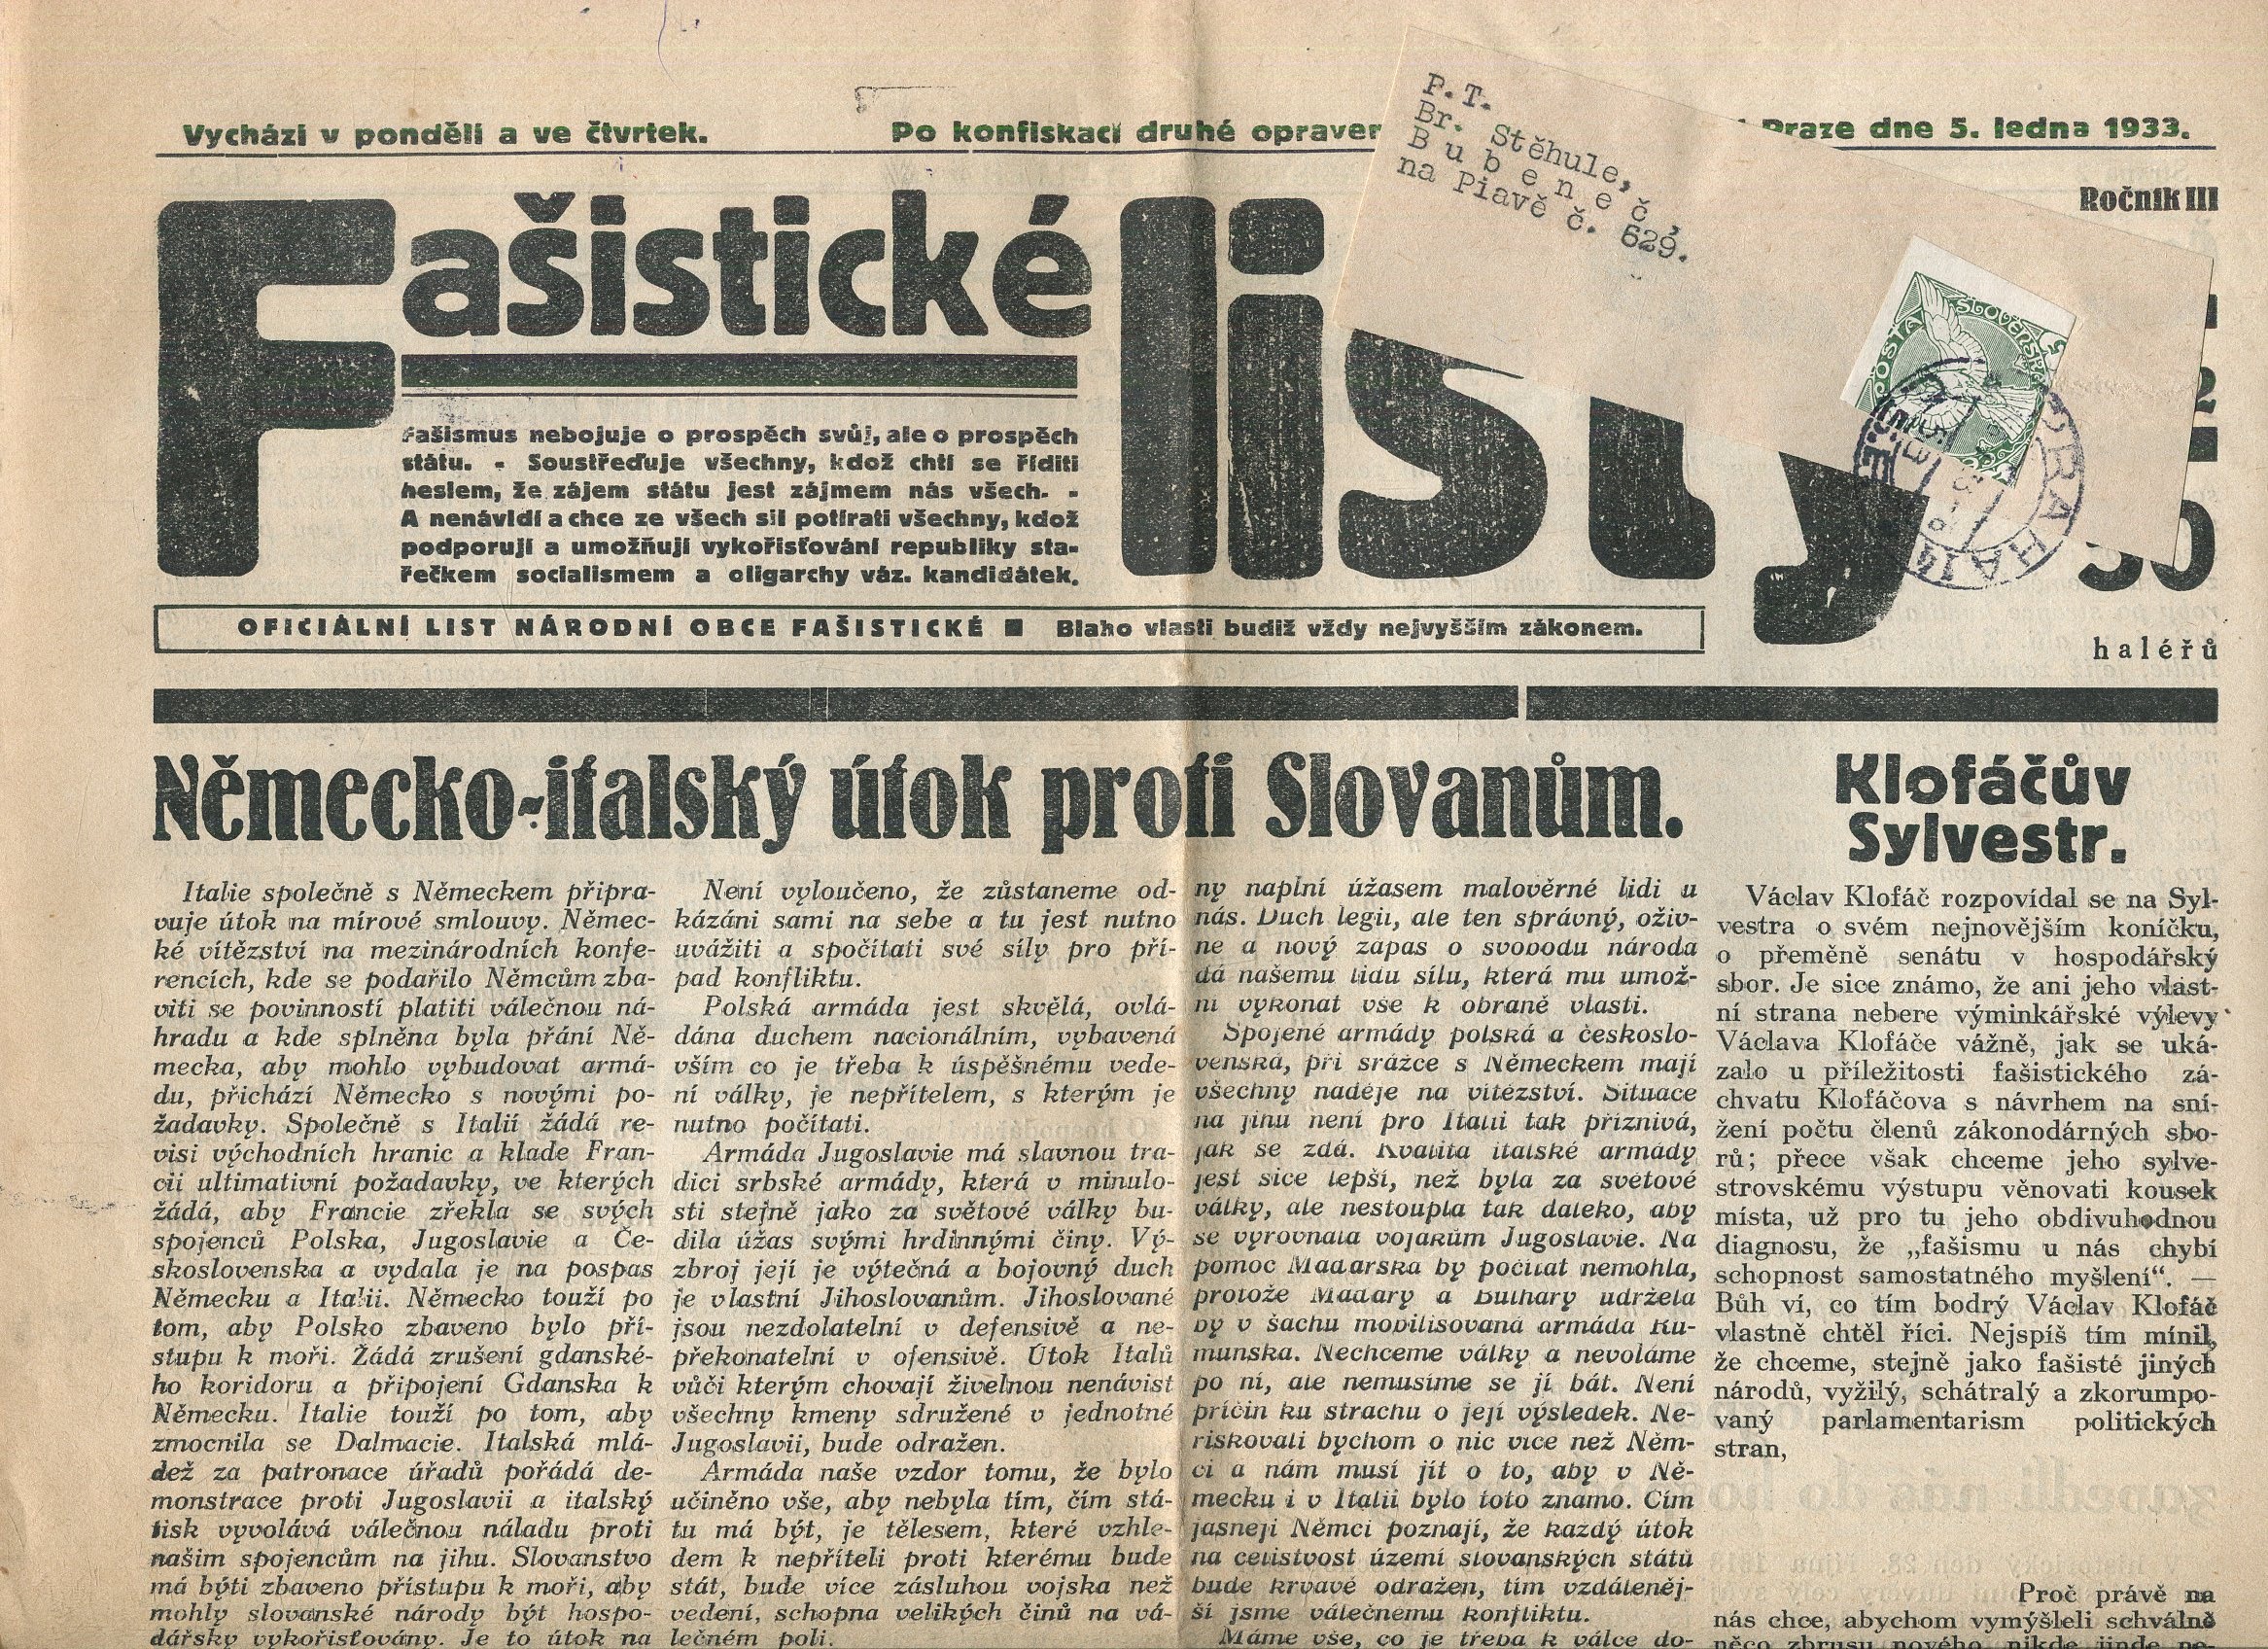 Vychází v pondělí a ve čtvrtek.
Po konfiskaci druhé
Praze dne 5. ledna 1933.
P. T.
Br. Stěhule,
Bubeneč,
na Piavě č. 629.
Ročník III
Fašistické listy
POSTA
haléřů
Fašismus nebojuje o prospěch svůj, ale o prospěch
státu. - Soustřeďuje všechny, kdož chtí se říditi
heslem, že zájem státu jest zájmem nás všech. -
A nenávidí a chce ze všech sil potírati všechny, kdož
podporují a umožňují vykořisťování republiky sta-
řečkem socialismem a oligarchy váz. kandidátek.
OFICIÁLNÍ LIST NÁRODNÍ OBCE FAŠISTICKÉ ■ Blaho vlasti budiž vždy nejvyšším zákonem.
Německo-italský útok proti Slovanům.
Italie společně s Německem připra-
vuje útok na mírové smlouvy. Němec-
ké vítězství na mezinárodních konfe-
rencích, kde se podařilo Němcům zba-
viti se povinností platiti válečnou ná-
hradu a kde splněna byla přání Ně-
mecka, aby mohlo vybudovat armá-
du, přichází Německo s novými po-
žadavky. Společně s Italií žádá re-
visi východních hranic a klade Fran-
cii ultimativní požadavky, ve kterých
žádá, aby Francie zřekla se svých
spojenců Polska, Jugoslavie a Če-
skoslovenska a vydala je na pospas
Německu a Italii. Německo touží po
tom, aby Polsko zbaveno bylo pří-
stupu k moři. Žádá zrušení gdanské-
ho koridoru a připojení Gdanska k
Německu. Italie touží po tom, aby
zmocnila se Dalmacie. Italská mlá-
dež za patronace úřadů pořádá de-
monstrace proti Jugoslavii a italský
tisk vyvolává válečnou náladu proti
našim spojencům na jihu. Slovanstvo
má býti zbaveno přístupu k moři, aby
mohly slovanské národy být hospo-
dářsky vykořisťovány. Je to útok na
Není vyloučeno, že zůstaneme od-
kázáni sami na sebe a tu jest nutno
uvážiti a spočítati své síly pro pří-
pad konfliktu.
Polská armáda jest skvělá, ovlá-
dána duchem nacionálním, vybavená
vším co je třeba k úspěšnému vede-
ní války, je nepřítelem, s kterým je
nutno počítati.
Armáda Jugoslavie má slavnou tra-
dici srbské armády, která v minulo-
sti stejně jako za světové války bu-
dila úžas svými hrdinnými činy. Vý-
zbroj její je výtečná a bojovný duch
je vlastní Jihoslovanům. Jihoslované
jsou nezdolatelní v defensivě a ne-
překonatelní v ofensivě. Útok Italů
vůči kterým chovají živelnou nenávist
všechny kmeny sdružené v jednotné
Jugoslavii, bude odražen.
Armáda naše vzdor tomu, že bylo
učiněno vše, aby nebyla tím, čím stá-
tu má být, je tělesem, které vzhle-
dem k nepříteli proti kterému bude
stát, bude více zásluhou vojska než
vedení, schopna velikých činů na vá-
lečném poli.
ny naplní úžasem malověrné lidi u
nás. Duch legií, ale ten správný, oživ-
ne a nový zápas o svobodu národa
dá našemu lidu sílu, která mu umož-
ní vykonat vše k obraně vlasti.
Spojené armády polská a českoslo-
venská, při srážce s Německem mají
všechny naděje na vítězství. Situace
na jihu není pro Italii tak příznivá,
jak se zdá. Kvalita italské armády
jest sice lepší, než byla za světové
války, ale nestoupla tak daleko, aby
se vyrovnala vojákům Jugoslavie. Na
pomoc Maďarska by počítat nemohla,
protože Maďary a Bulhary udržela
by v šachu mobilisovaná armáda Ru-
munska. Nechceme války a nevoláme
po ní, ale nemusíme se jí bát. Není
příčin ku strachu o její výsledek. Ne-
riskovali bychom o nic více než Něm-
ci a nám musí jít o to, aby v Ně-
mecku i v Italii bylo toto známo. Čím
jasněji Němci poznají, že každý útok
na celistvost území slovanských států
bude krvavě odražen, tím vzdáleněj-
ší jsme válečnému konfliktu.
Máme vše, co je třeba k válce do-
Klofáčův
Sylvestr.
Václav Klofáč rozpovídal se na Syl-
vestra o svém nejnovějším koníčku,
o přeměně senátu v hospodářský
sbor. Je sice známo, že ani jeho vlast-
ní strana nebere výminkářské výlevy
Václava Klofáče vážně, jak se uká-
zalo u příležitosti fašistického zá-
chvatu Klofáčova s návrhem na sní-
žení počtu členů zákonodárných sbo-
rů; přece však chceme jeho sylve-
strovskému výstupu věnovati kousek
místa, už pro tu jeho obdivuhodnou
diagnosu, že „fašismu u nás chybí
schopnost samostatného myšlení“. —
Bůh ví, co tím bodrý Václav Klofáč
vlastně chtěl říci. Nejspíš tím mínil,
že chceme, stejně jako fašisté jiných
národů, vyžilý, schátralý a zkorumpo-
vaný parlamentarism politických
stran,
Proč právě na
nás chce, abychom vymýšleli schválně
něco zbrusu nového, nikde jinde